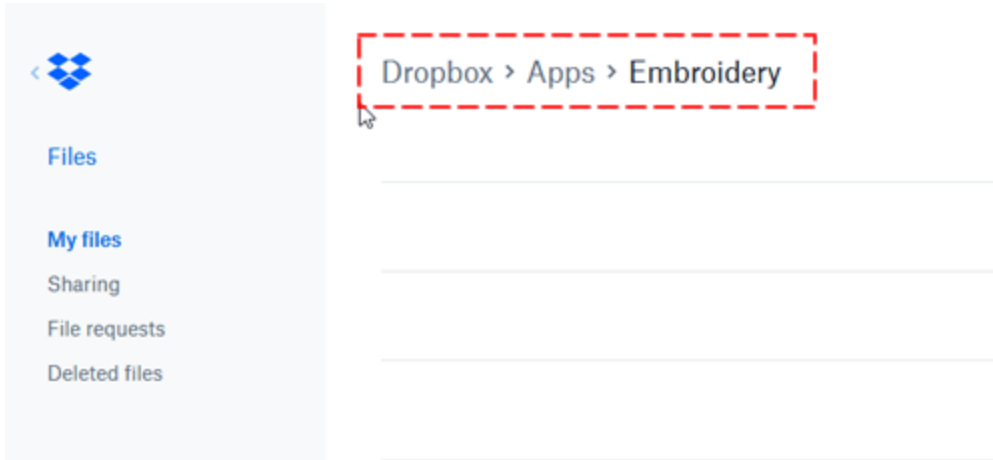 Dropbox > Apps > Embroidery
Files
My files
Sharing
File requests
Deleted files